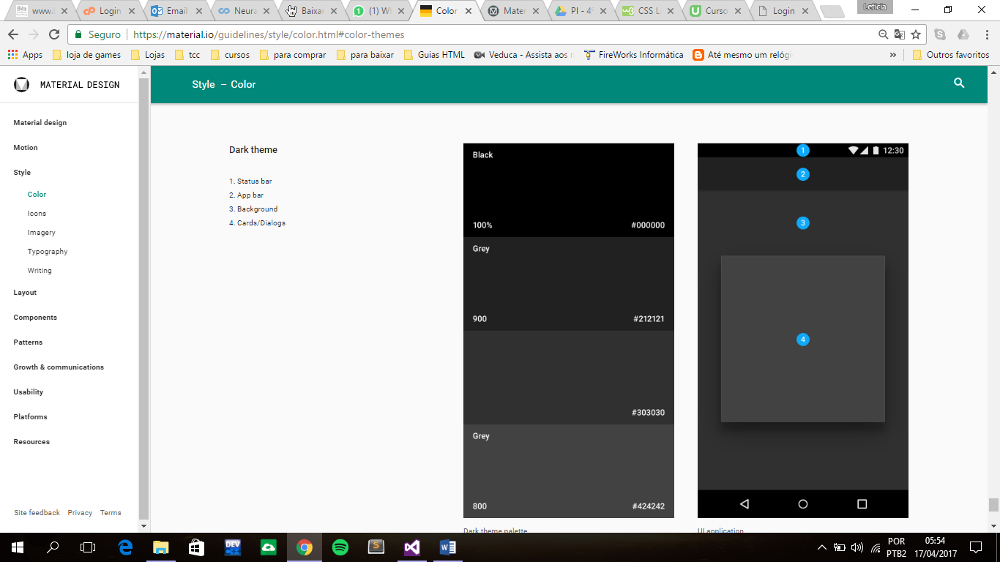 Leticia
Bitz www.l
Login
Email
Neura
Baixar
(1) W
Color
Mater
PI - 4
CSS L
Curso
Login
Seguro
https://material.io/guidelines/style/color.html#color-themes
Apps
loja de games
Lojas
tcc
cursos
para comprar
para baixar
Guias HTML
Veduca - Assista aos
FireWorks Informática
Até mesmo um relóg
»
Outros favoritos
MATERIAL DESIGN
Material design
Motion
Style
Color
Icons
Imagery
Typography
Writing
Layout
Components
Patterns
Growth & communications
Usability
Platforms
Resources
Site feedback Privacy Terms
Style – Color
Dark theme
1. Status bar
2. App bar
3. Background
4. Cards/Dialogs
Black
100% #000000
Grey
900 #212121
#303030
Grey
800 #424242
Dark theme palette
1
12:30
2
3
4
UI application
DEV
S
W
POR
PTB2
05:54
17/04/2017